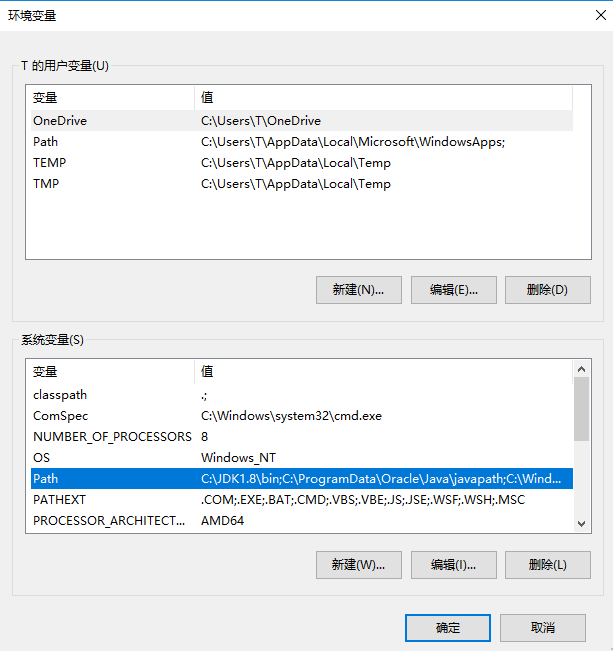 环境变量
T 的用户变量(U)
变量 值
OneDrive C:\Users\T\OneDrive
Path C:\Users\T\AppData\Local\Microsoft\WindowsApps;
TEMP C:\Users\T\AppData\Local\Temp
TMP C:\Users\T\AppData\Local\Temp
新建(N)... 编辑(E)... 删除(D)
系统变量(S)
变量 值
classpath .;
ComSpec C:\Windows\system32\cmd.exe
NUMBER_OF_PROCESSORS 8
OS Windows_NT
Path C:\JDK1.8\bin;C:\ProgramData\Oracle\Java\javapath;C:\Wind...
PATHEXT .COM;.EXE;.BAT;.CMD;.VBS;.VBE;.JS;.JSE;.WSF;.WSH;.MSC
PROCESSOR_ARCHITECT... AMD64
新建(W)... 编辑(I)... 删除(L)
确定 取消